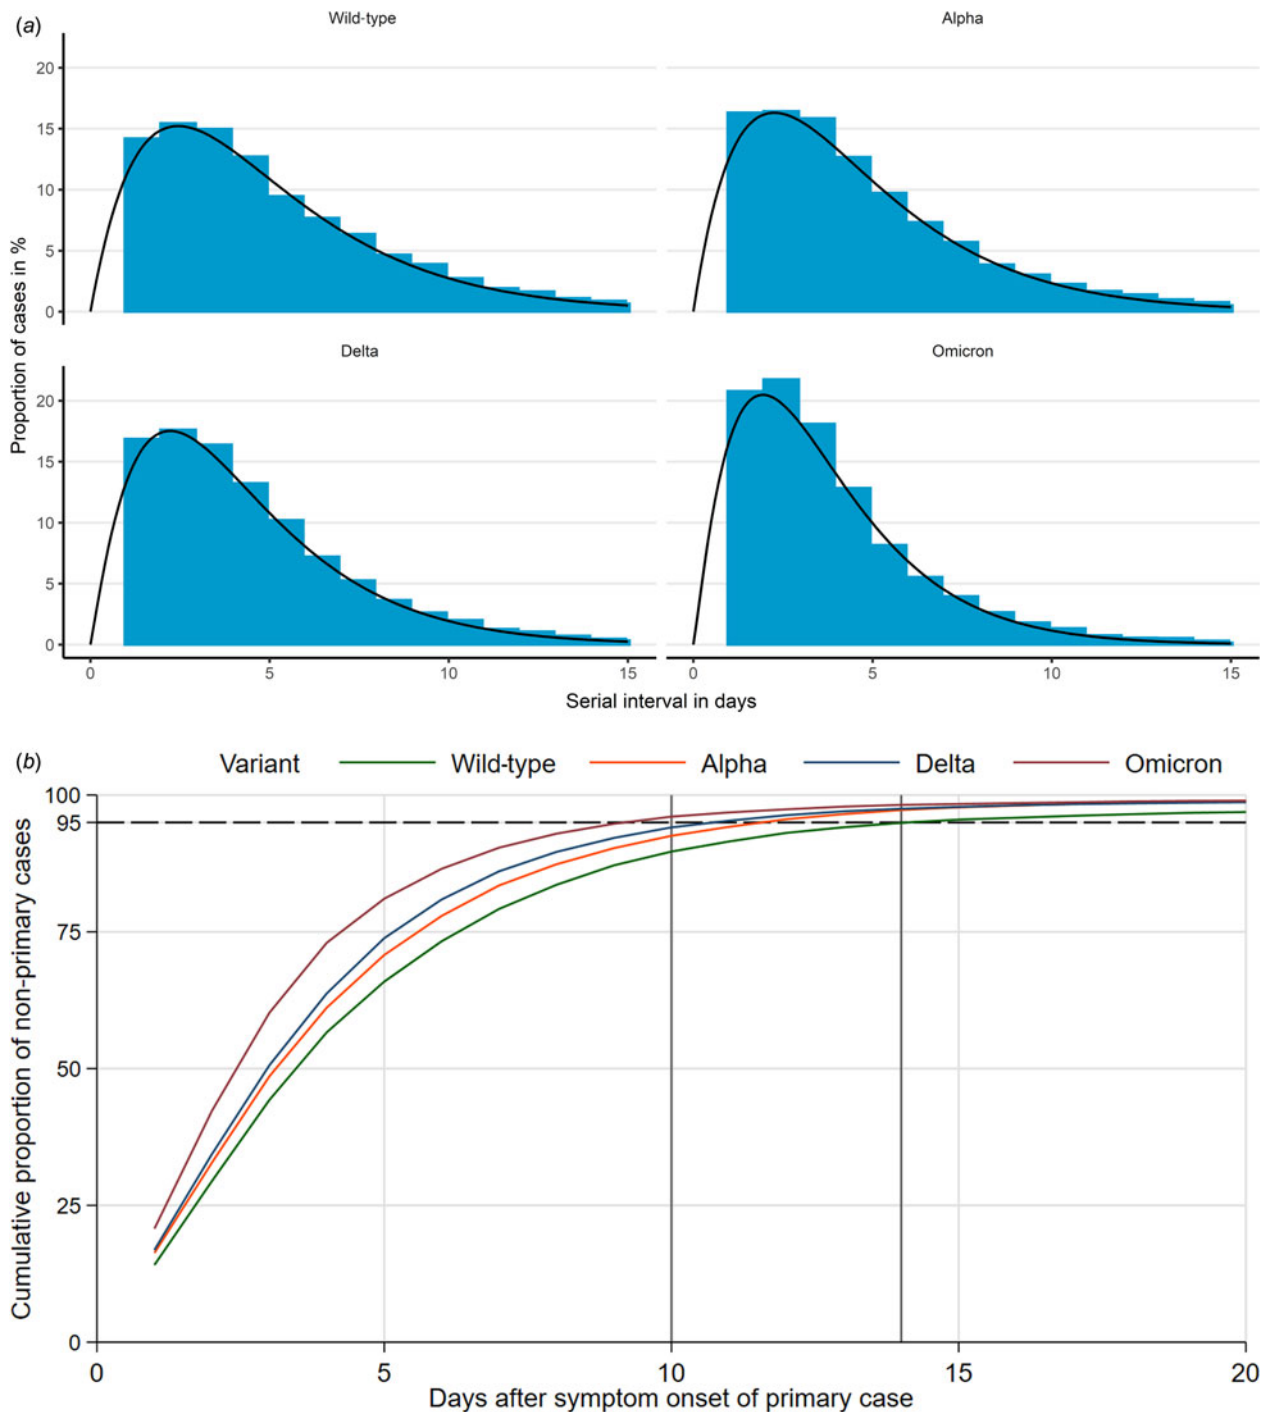 (a)
Wild-type Alpha
20
15
10
5
0
Delta Omicron
20
15
10
5
0
Proportion of cases in %
0 5 10 15 0 5 10 15
Serial interval in days
(b)
Variant Wild-type Alpha Delta Omicron
100
95
75
50
25
0
Cumulative proportion of non-primary cases
0 5 10 15 20
Days after symptom onset of primary case